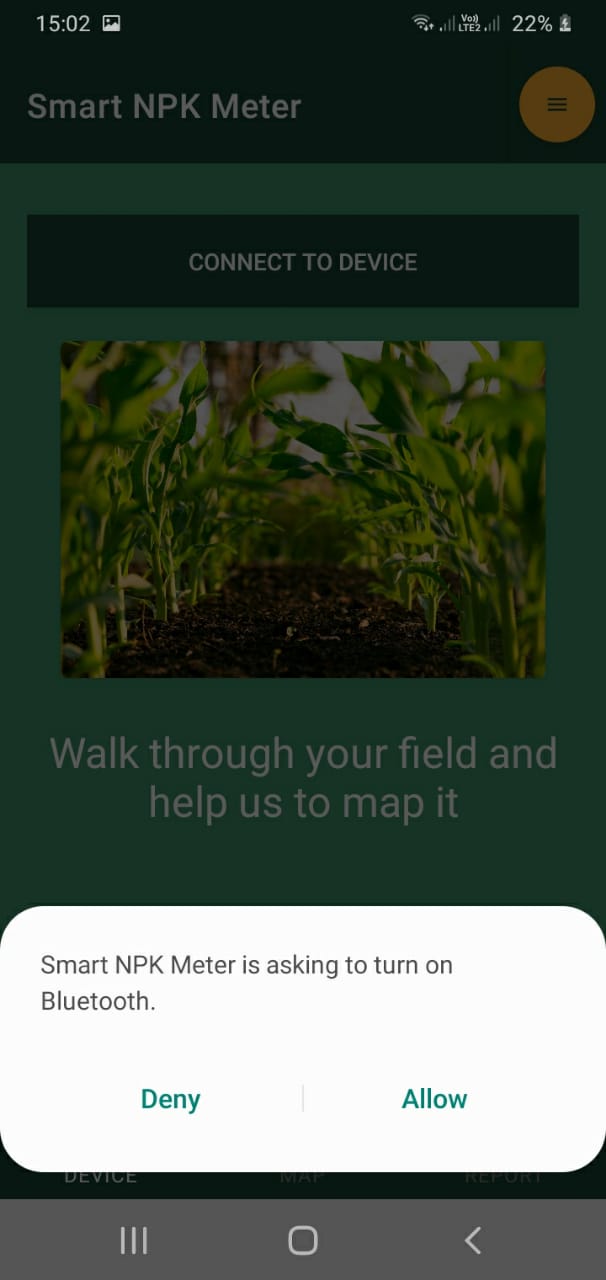 15:02 Vo)) LTE2 22%
Smart NPK Meter
CONNECT TO DEVICE
Walk through your field and
help us to map it
Smart NPK Meter is asking to turn on
Bluetooth.
Deny Allow
DEVICE MAP REPORT